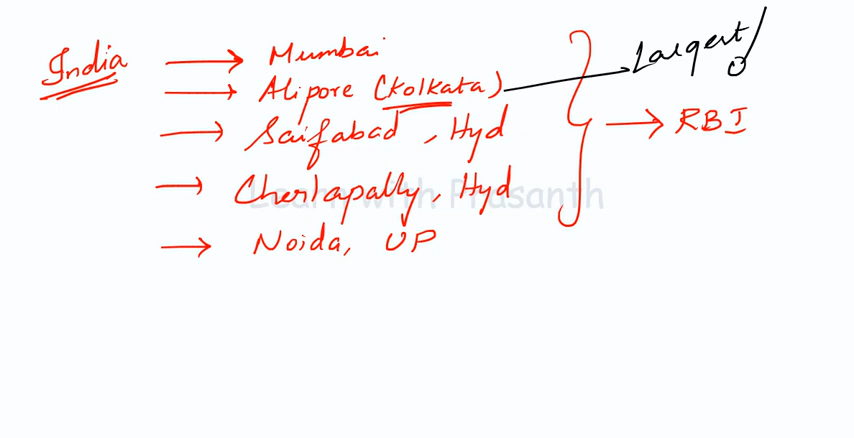 India → Mumbai
→ Alipore (Kolkata) → Largest
→ Saifabad, Hyd → RBI
→ Cherlapally, Hyd
Learn with Prasanth
→ Noida, UP